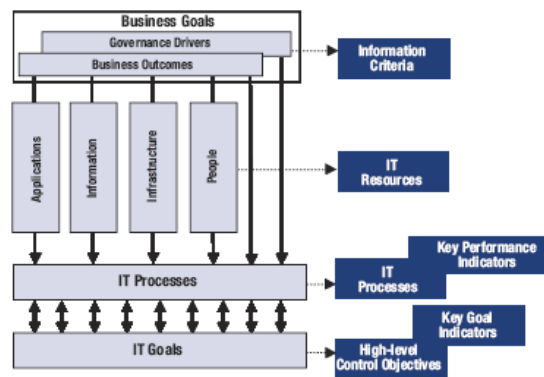 Business Goals
Governance Drivers
Business Outcomes
Information
Criteria
Applications
Information
Infrastructure
People
IT
Resources
Key Performance
Indicators
IT Processes
IT
Processes
Key Goal
Indicators
IT Goals
High-level
Control Objectives